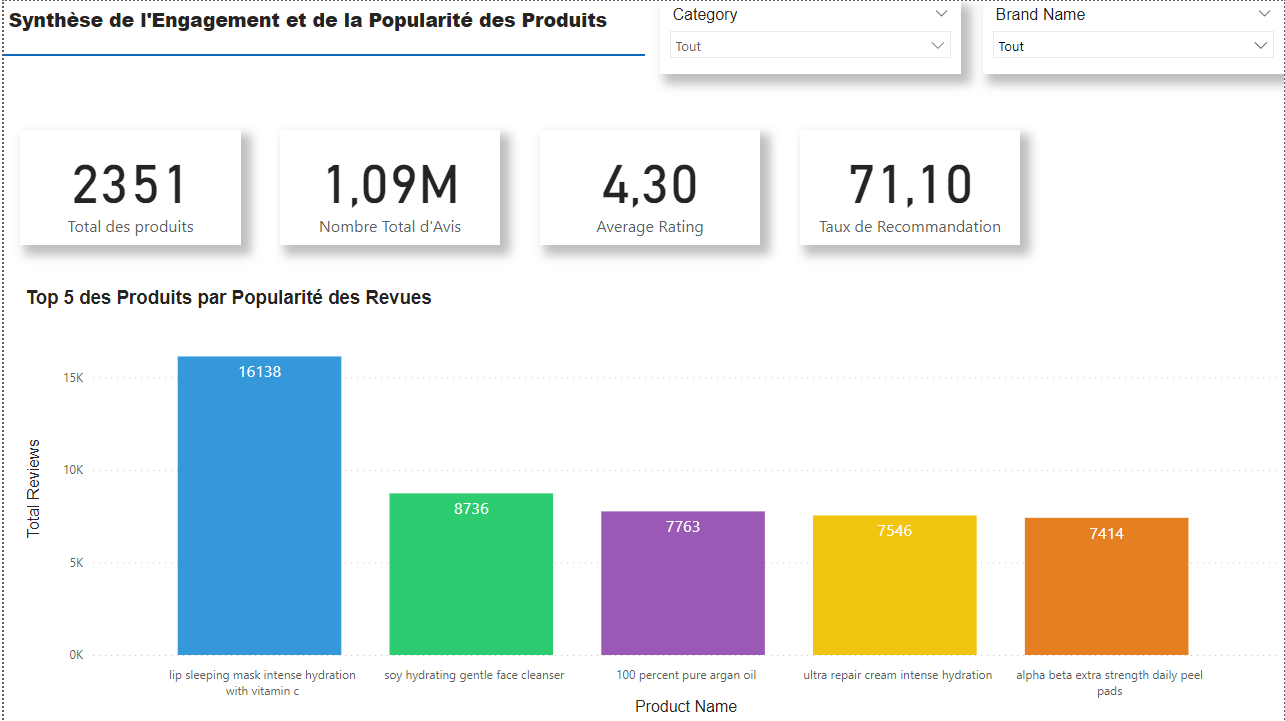 Synthèse de l'Engagement et de la Popularité des Produits
Category
Tout
Brand Name
Tout
2351
Total des produits
1,09M
Nombre Total d'Avis
4,30
Average Rating
71,10
Taux de Recommandation
Top 5 des Produits par Popularité des Revues
Total Reviews
15K
10K
5K
0K
16138
8736
7763
7546
7414
lip sleeping mask intense hydration
with vitamin c
soy hydrating gentle face cleanser
100 percent pure argan oil
ultra repair cream intense hydration
alpha beta extra strength daily peel
pads
Product Name